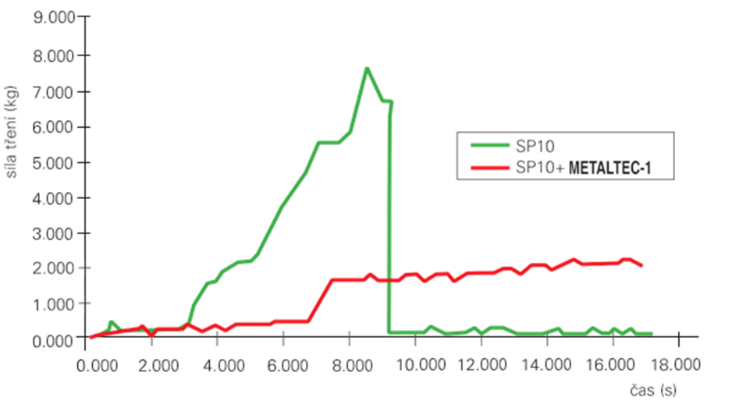 9.000
8.000
7.000
6.000
5.000
4.000
3.000
2.000
1.000
0.000
síla tření (kg)
SP10
SP10+ METALTEC-1
0.000 2.000 4.000 6.000 8.000 10.000 12.000 14.000 16.000 18.000
čas (s)